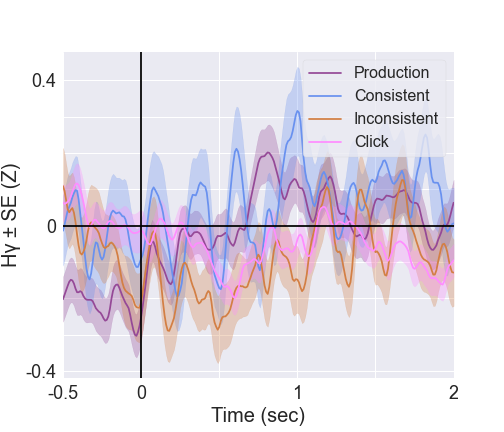 Production
Consistent
Inconsistent
Click
Hγ ± SE (Z)
0.4
0
-0.4
-0.5 0 1 2
Time (sec)